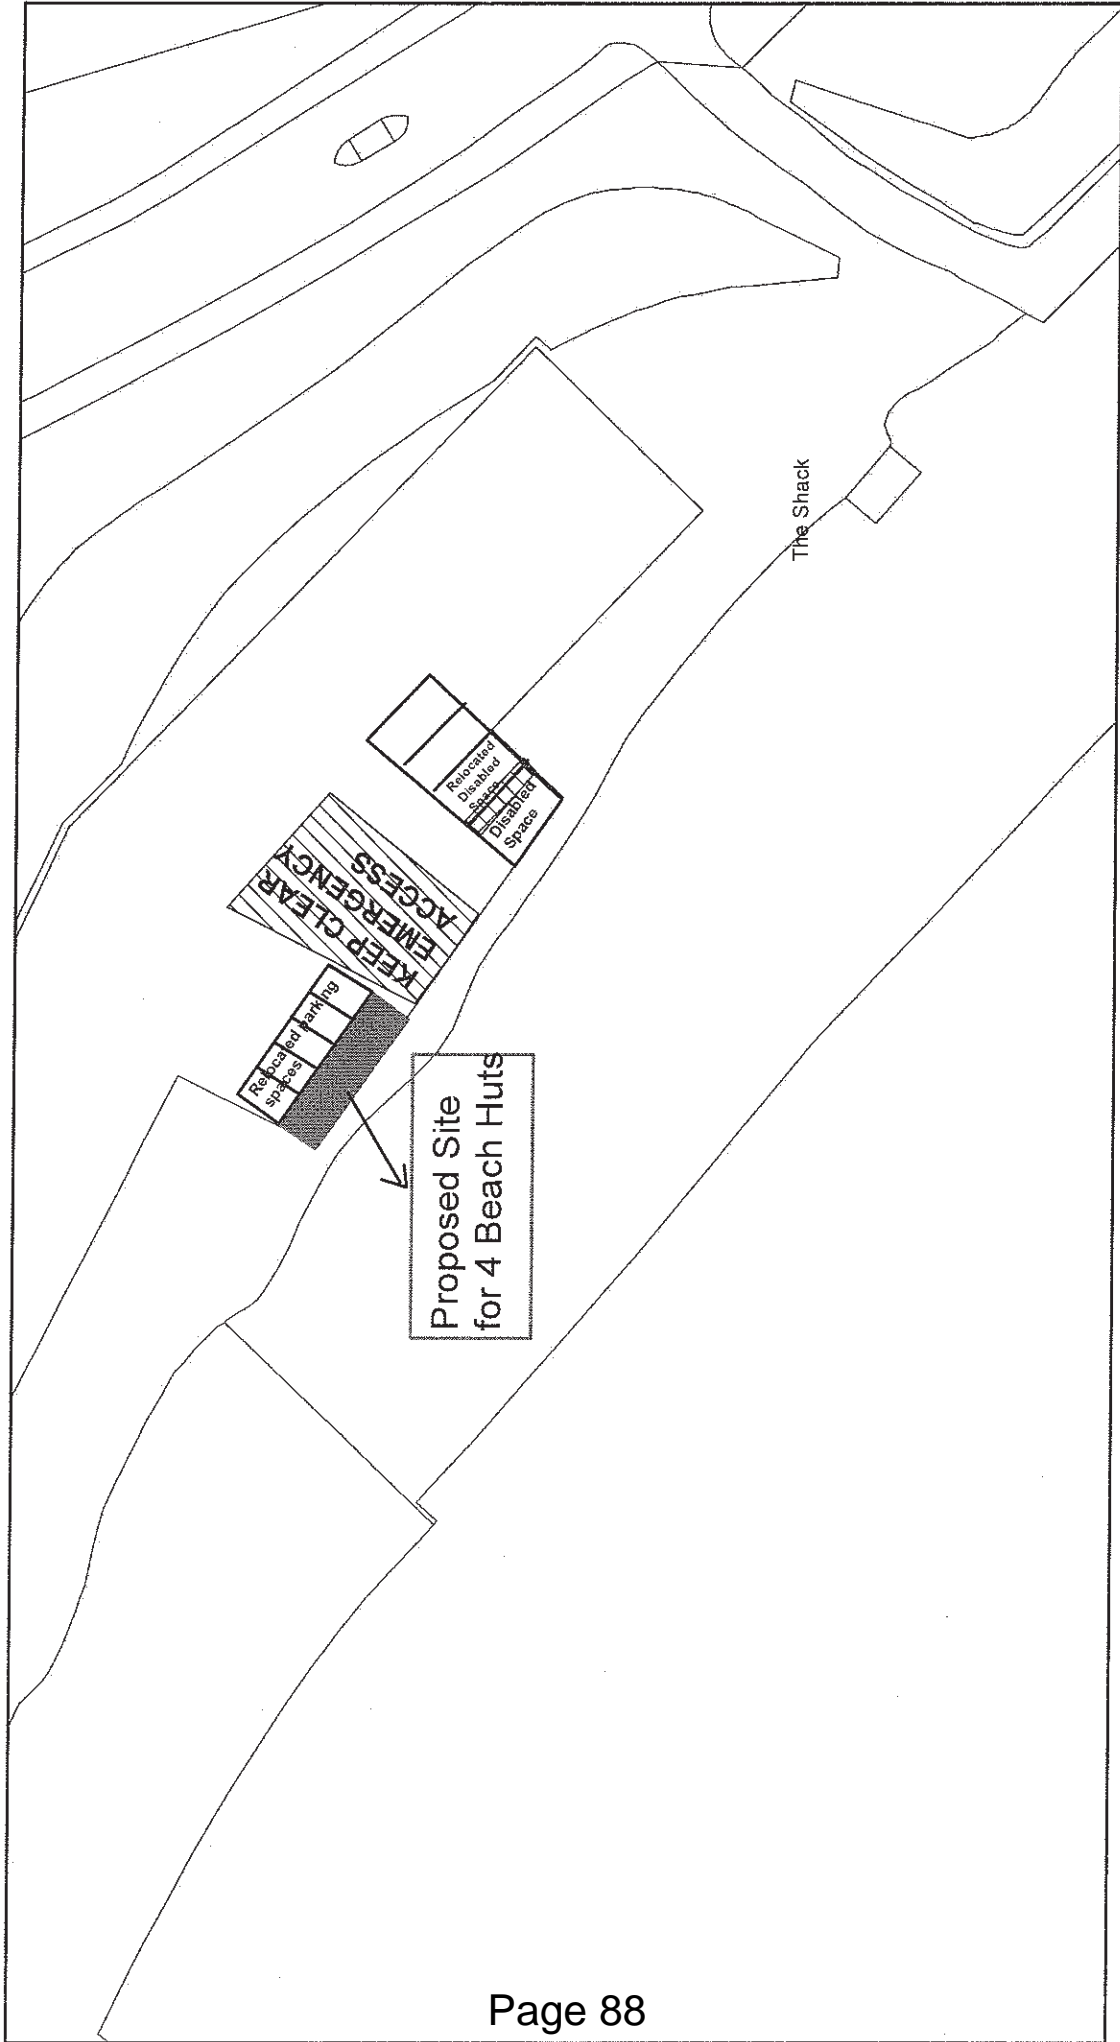 The Shack
Relocated
Disabled
Space
Disabled
Space
KEEP CLEAR
EMERGENCY
ACCESS
Relocated parking
spaces
Proposed Site
for 4 Beach Huts
Page 88